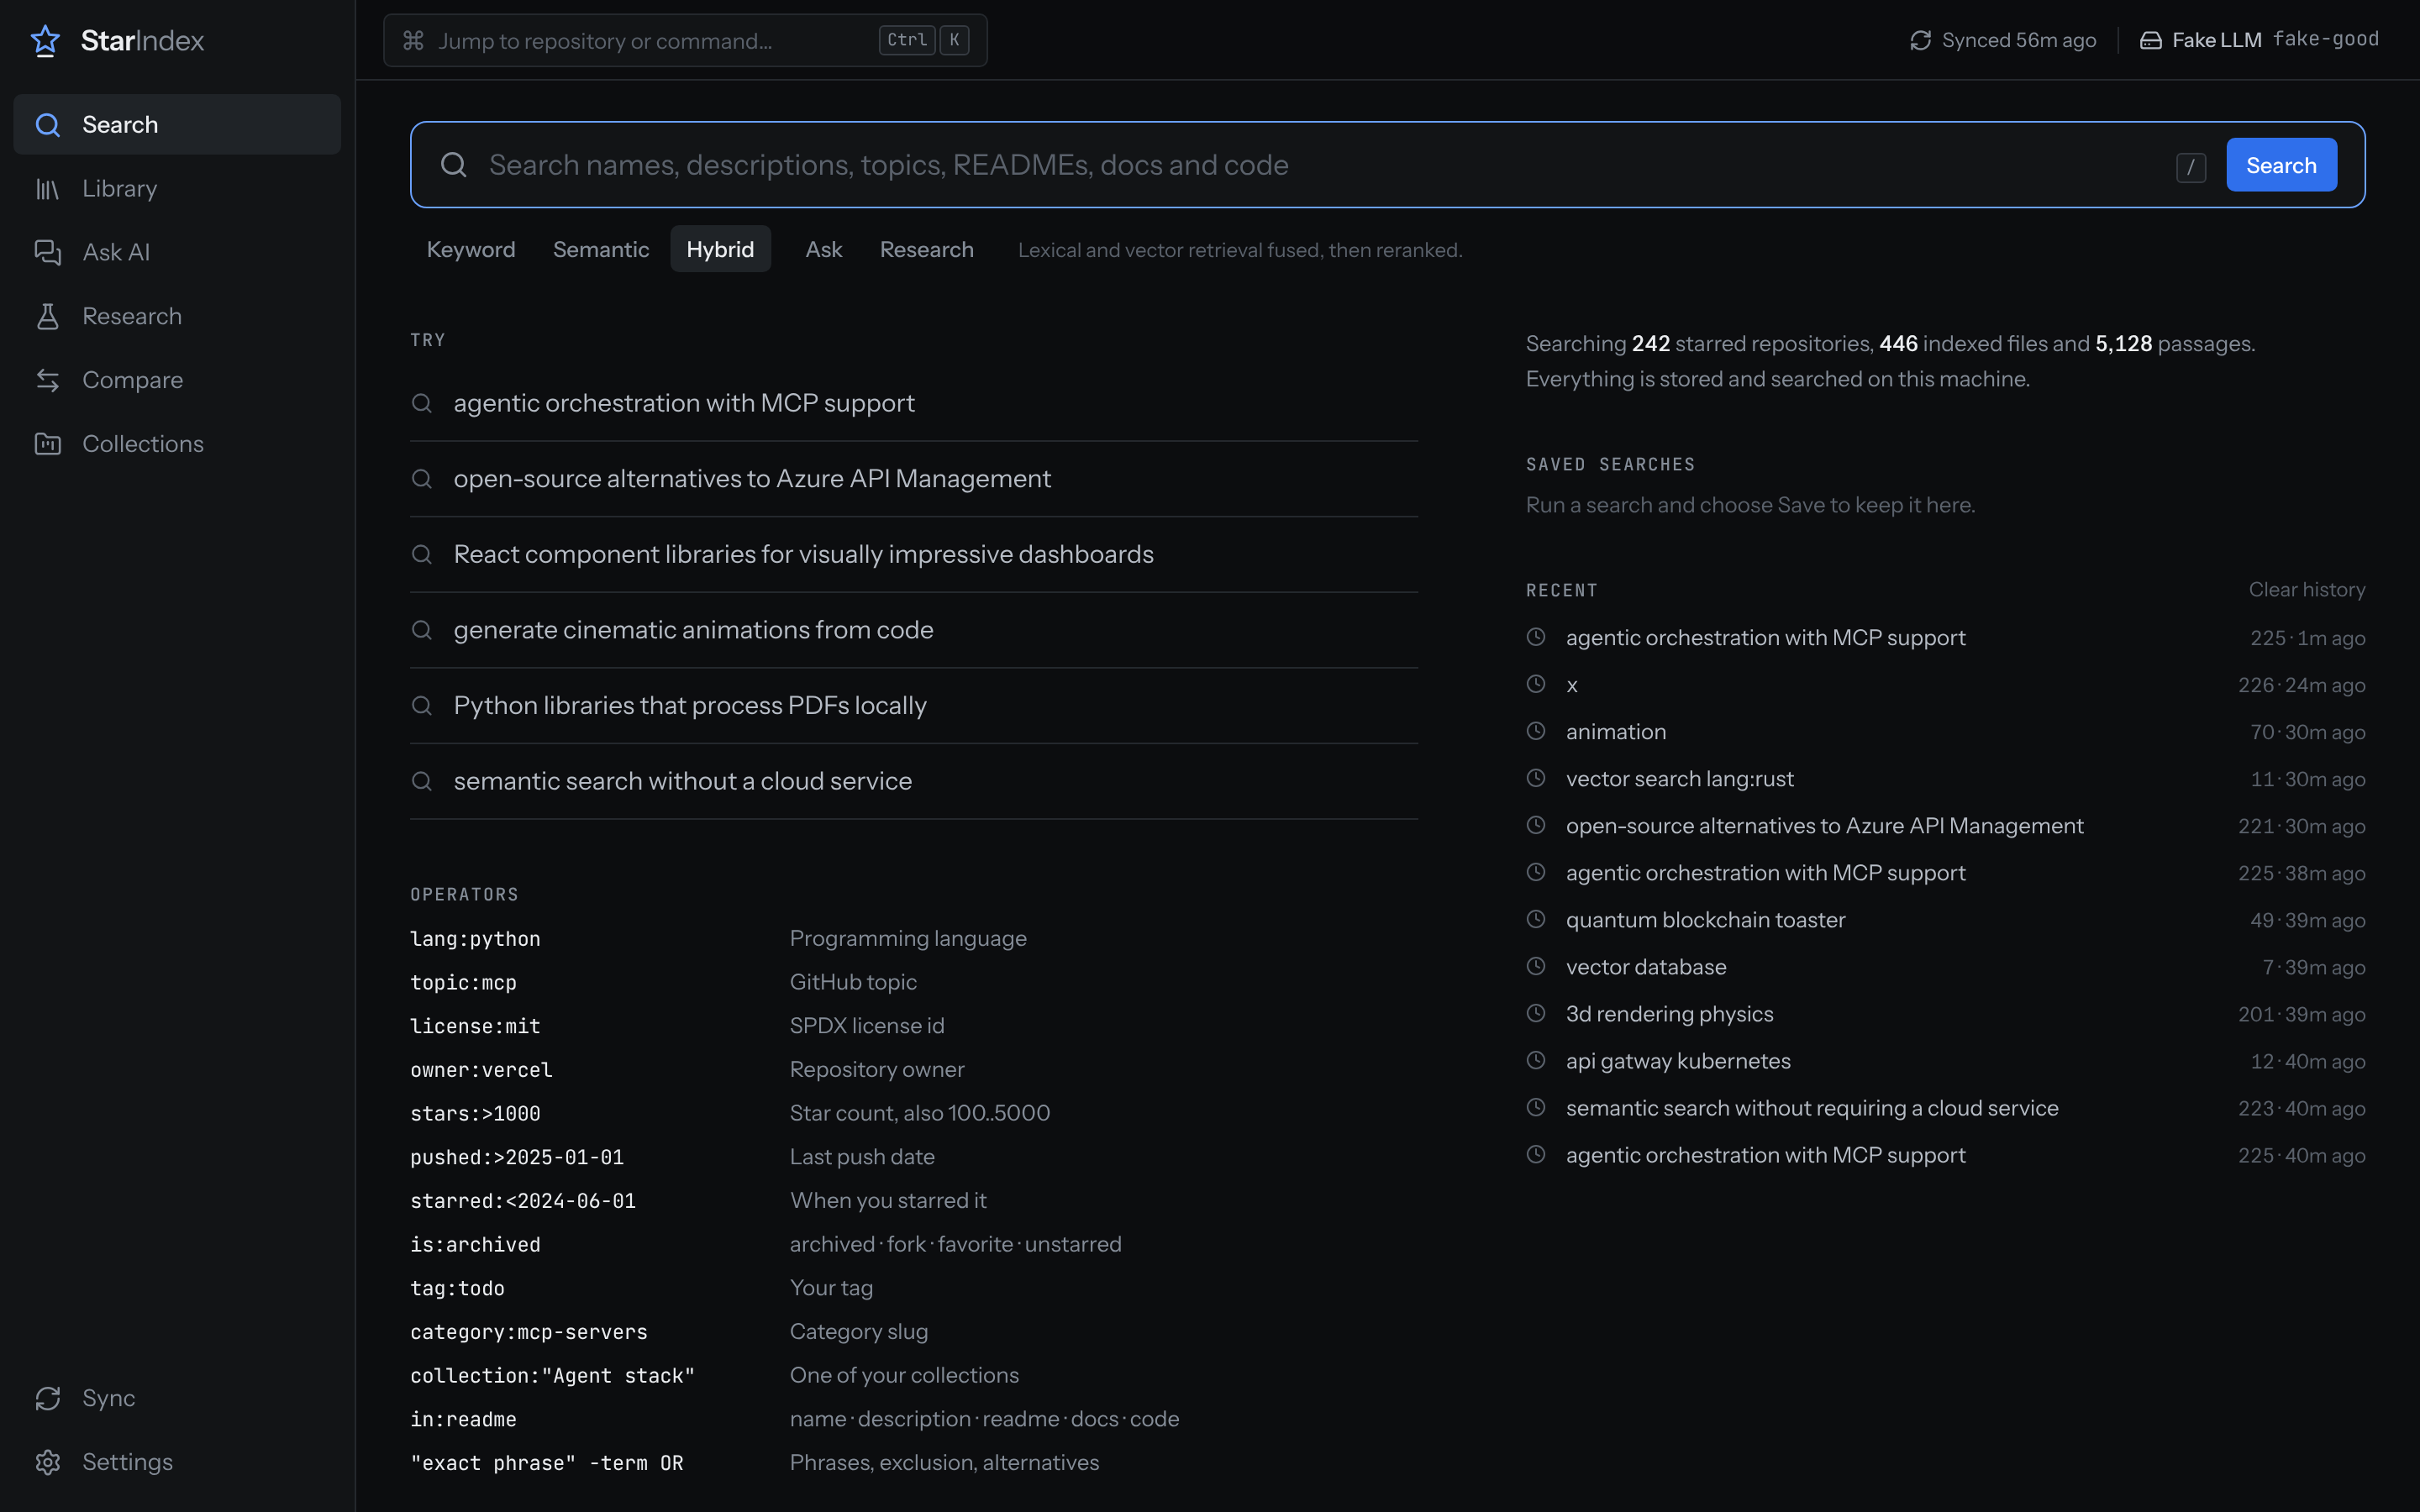 StarIndex
Search
Library
Ask AI
Research
Compare
Collections
Sync
Settings
⌘ Jump to repository or command... Ctrl K
Synced 56m ago
Fake LLM fake-good
Search names, descriptions, topics, READMEs, docs and code / Search
Keyword Semantic Hybrid Ask Research Lexical and vector retrieval fused, then reranked.
TRY
agentic orchestration with MCP support
open-source alternatives to Azure API Management
React component libraries for visually impressive dashboards
generate cinematic animations from code
Python libraries that process PDFs locally
semantic search without a cloud service
OPERATORS
lang:python Programming language
topic:mcp GitHub topic
license:mit SPDX license id
owner:vercel Repository owner
stars:>1000 Star count, also 100..5000
pushed:>2025-01-01 Last push date
starred:<2024-06-01 When you starred it
is:archived archived · fork · favorite · unstarred
tag:todo Your tag
category:mcp-servers Category slug
collection:"Agent stack" One of your collections
in:readme name · description · readme · docs · code
"exact phrase" -term OR Phrases, exclusion, alternatives
Searching 242 starred repositories, 446 indexed files and 5,128 passages.
Everything is stored and searched on this machine.
SAVED SEARCHES
Run a search and choose Save to keep it here.
RECENT Clear history
agentic orchestration with MCP support 225 · 1m ago
x 226 · 24m ago
animation 70 · 30m ago
vector search lang:rust 11 · 30m ago
open-source alternatives to Azure API Management 221 · 30m ago
agentic orchestration with MCP support 225 · 38m ago
quantum blockchain toaster 49 · 39m ago
vector database 7 · 39m ago
3d rendering physics 201 · 39m ago
api gatway kubernetes 12 · 40m ago
semantic search without requiring a cloud service 223 · 40m ago
agentic orchestration with MCP support 225 · 40m ago